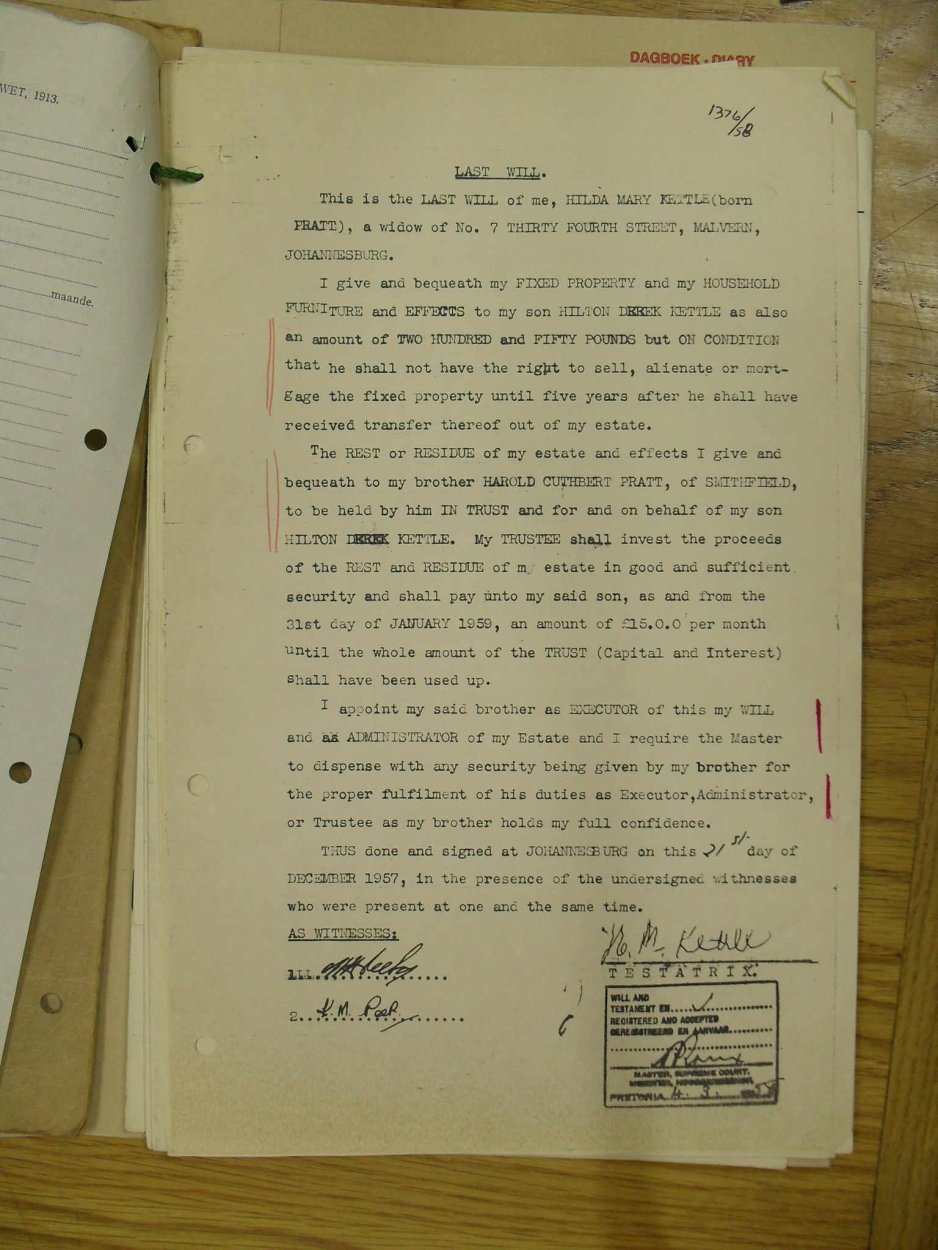 WET, 1913.
maande.
DAGBOEK - DIARY
1376/58
LAST WILL.
This is the LAST WILL of me, HILDA MARY KETTLE(born
PRATT), a widow of No. 7 THIRTY FOURTH STREET, MALVERN,
JOHANNESBURG.
I give and bequeath my FIXED PROPERTY and my HOUSEHOLD
FURNITURE and EFFECTS to my son HILTON DEREK KETTLE as also
an amount of TWO HUNDRED and FIFTY POUNDS but ON CONDITION
that he shall not have the right to sell, alienate or mort-
gage the fixed property until five years after he shall have
received transfer thereof out of my estate.
The REST or RESIDUE of my estate and effects I give and
bequeath to my brother HAROLD CUTHBERT PRATT, of SMITHFIELD,
to be held by him IN TRUST and for and on behalf of my son
HILTON DEREK KETTLE. My TRUSTEE shall invest the proceeds
of the REST and RESIDUE of my estate in good and sufficient
security and shall pay unto my said son, as and from the
31st day of JANUARY 1959, an amount of £15.0.0 per month
until the whole amount of the TRUST (Capital and Interest)
shall have been used up.
I appoint my said brother as EXECUTOR of this my WILL
and as ADMINISTRATOR of my Estate and I require the Master
to dispense with any security being given by my brother for
the proper fulfilment of his duties as Executor,Administrator,
or Trustee as my brother holds my full confidence.
THUS done and signed at JOHANNESBURG on this 21st day of
DECEMBER 1957, in the presence of the undersigned withnesses
who were present at one and the same time.
AS WITNESSES:
H. M. Kettle
1
TESTATRIX.
2. K.M.
WILL AND
TESTAMENT EN
REGISTERED AND ACCEPTED
GEREGISTREERD EN AANVAAR
MASTER, SUPREME COURT.
PRETORIA 4. 3. 58